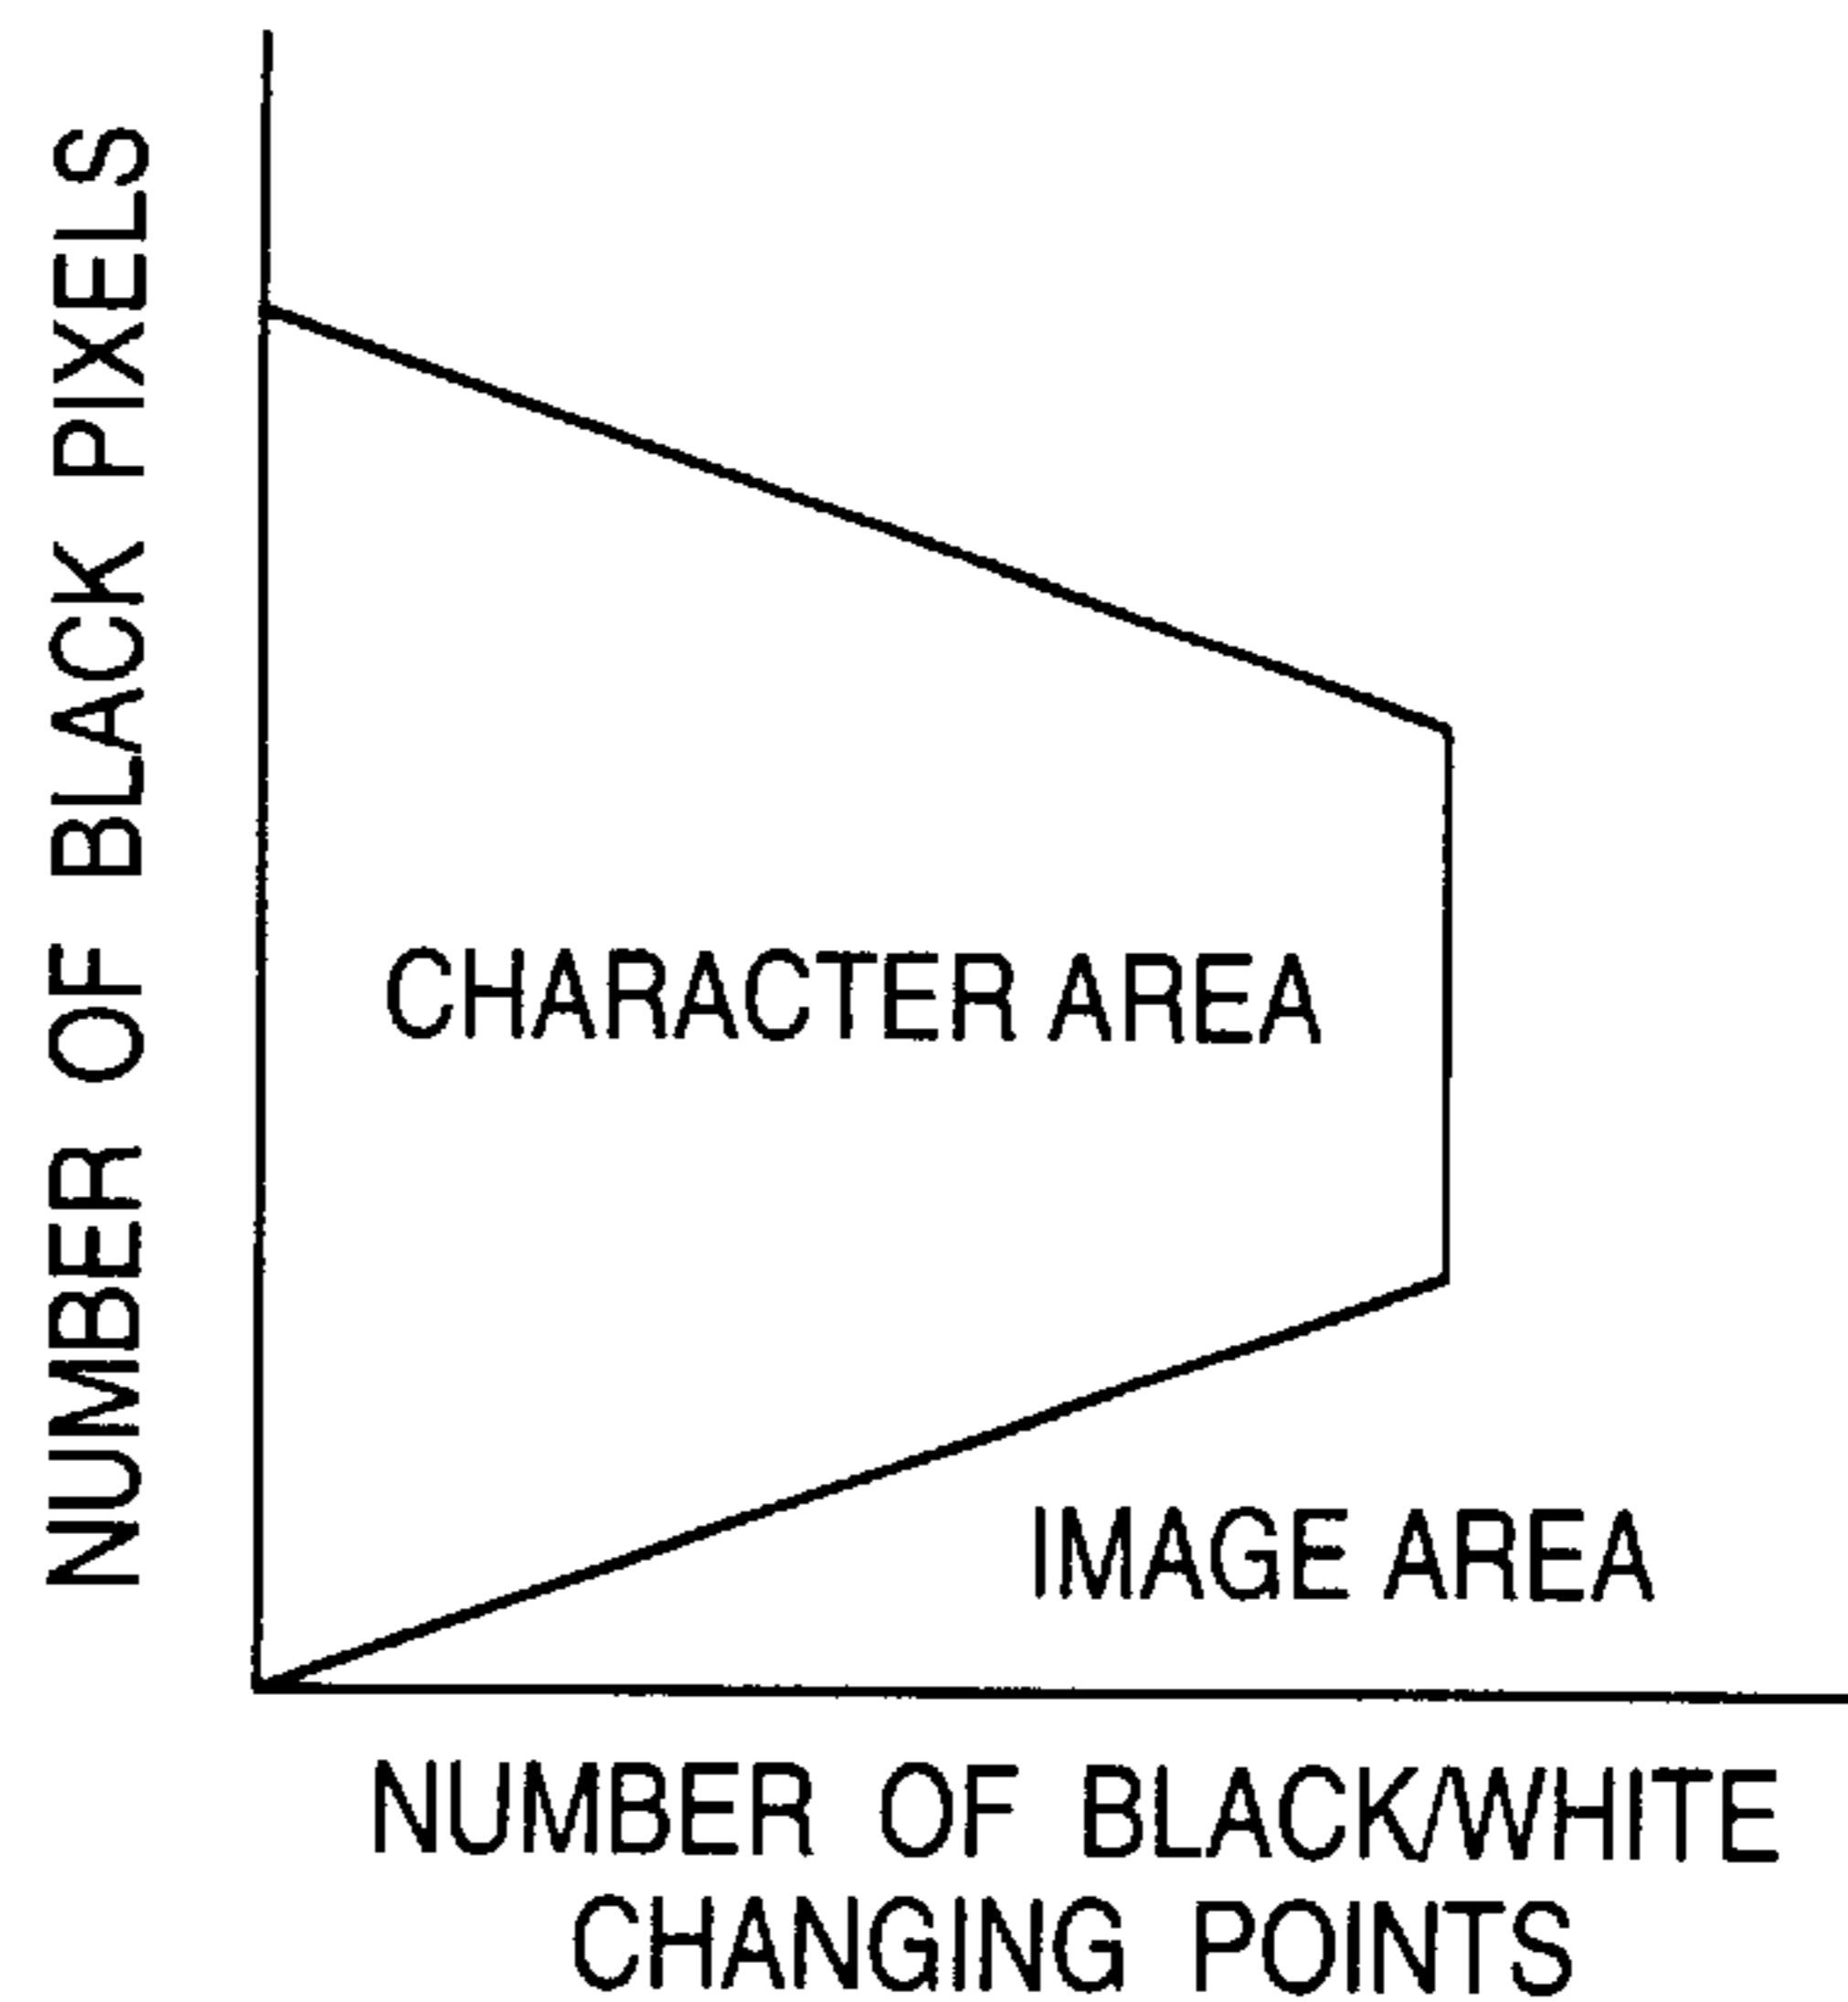 NUMBER OF BLACK PIXELS
CHARACTER AREA
IMAGE AREA
NUMBER OF BLACK/WHITE
CHANGING POINTS